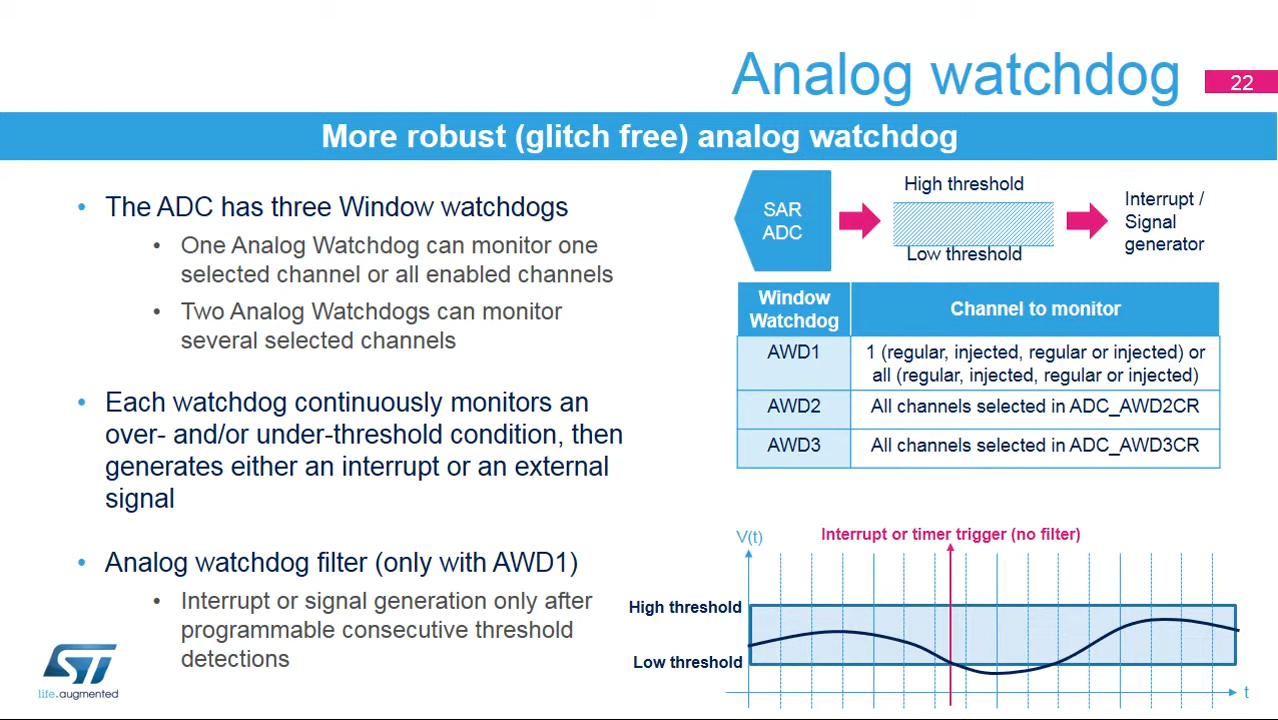 Analog watchdog
22
More robust (glitch free) analog watchdog
• The ADC has three Window watchdogs
• One Analog Watchdog can monitor one
selected channel or all enabled channels
• Two Analog Watchdogs can monitor
several selected channels
• Each watchdog continuously monitors an
over- and/or under-threshold condition, then
generates either an interrupt or an external
signal
• Analog watchdog filter (only with AWD1)
• Interrupt or signal generation only after
programmable consecutive threshold
detections
SAR
ADC
High threshold
Low threshold
Interrupt /
Signal
generator
Window
Watchdog
Channel to monitor
AWD1
1 (regular, injected, regular or injected) or
all (regular, injected, regular or injected)
AWD2
All channels selected in ADC_AWD2CR
AWD3
All channels selected in ADC_AWD3CR
V(t)
Interrupt or timer trigger (no filter)
High threshold
Low threshold
t
ST
life.augmented